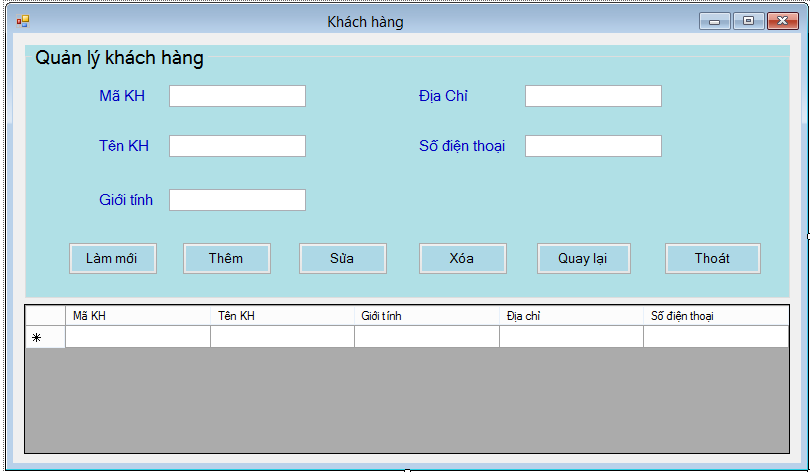 Khách hàng
Quản lý khách hàng
Mã KH
Địa Chỉ
Tên KH
Số điện thoại
Giới tính
Làm mới Thêm Sửa Xóa Quay lại Thoát
Mã KH Tên KH Giới tính Địa chỉ Số điện thoại